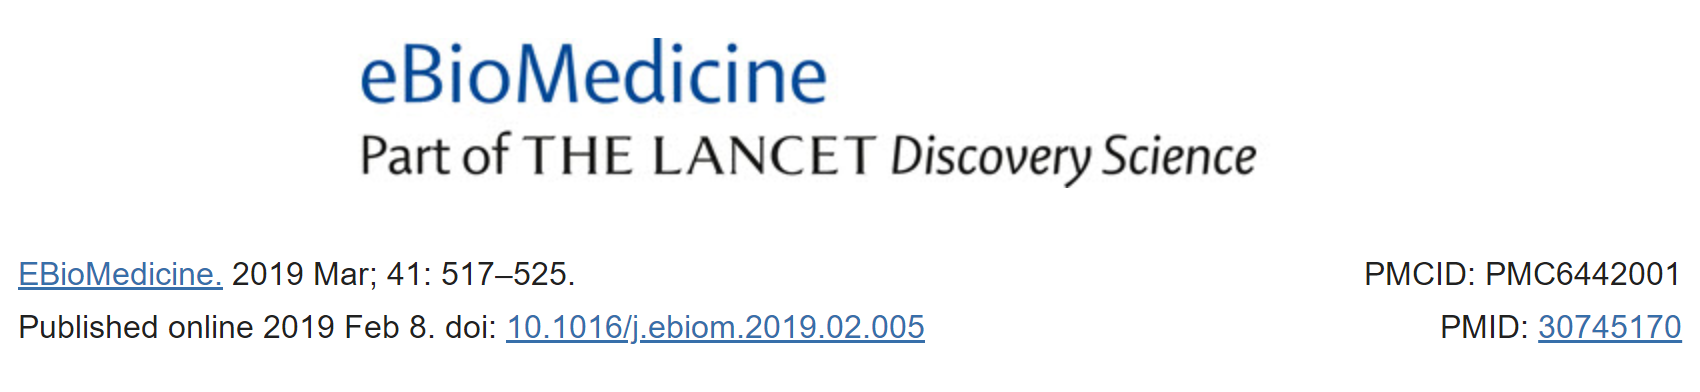 eBioMedicine
Part of THE LANCET Discovery Science
EBioMedicine. 2019 Mar; 41: 517–525.
PMCID: PMC6442001
Published online 2019 Feb 8. doi: 10.1016/j.ebiom.2019.02.005
PMID: 30745170